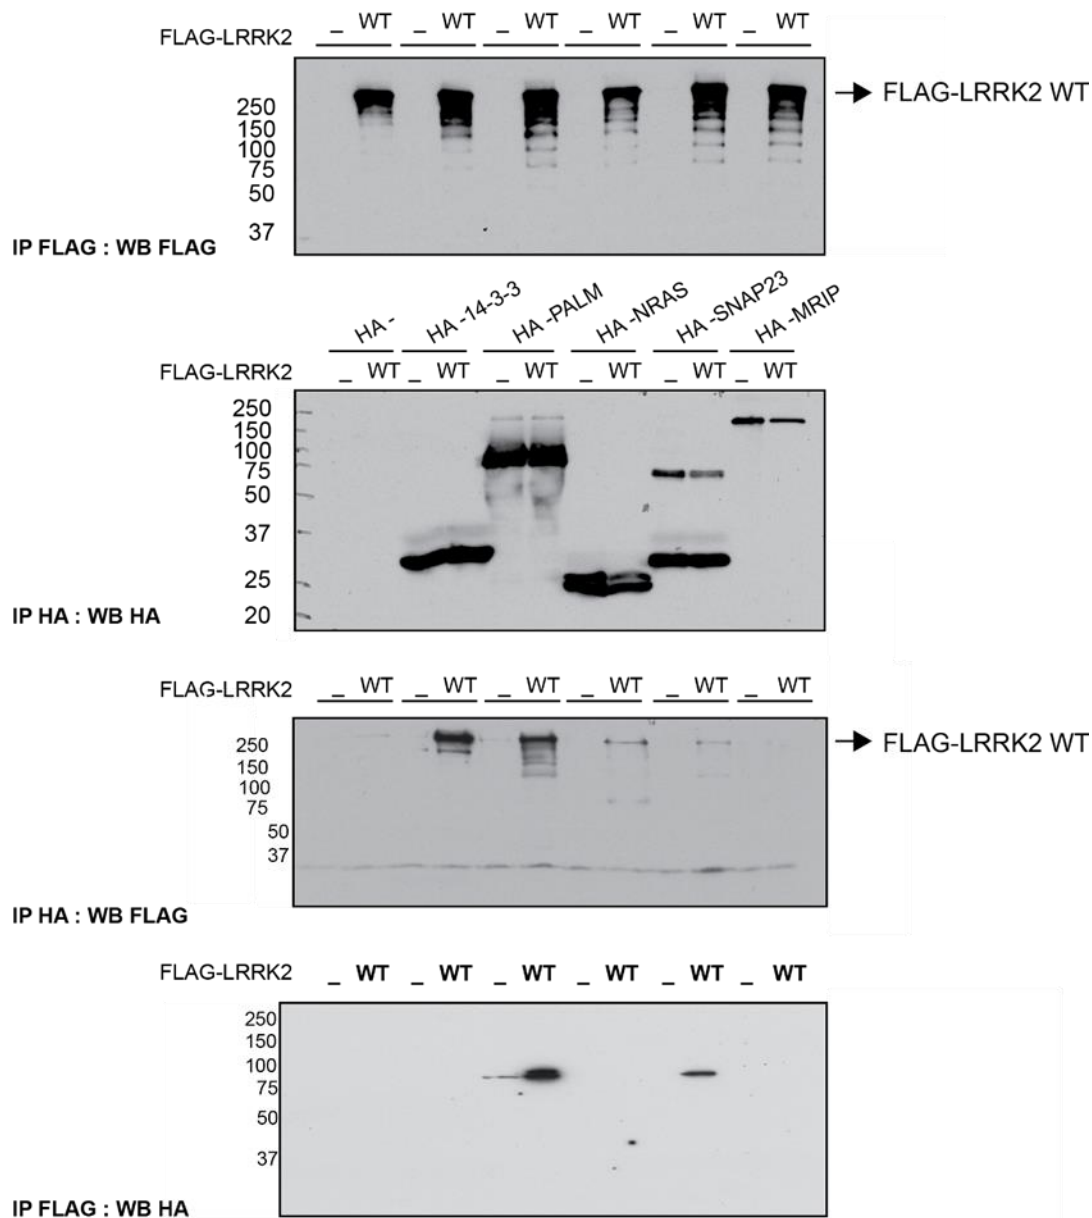 _ WT _ WT _ WT _ WT _ WT _ WT
FLAG-LRRK2
→ FLAG-LRRK2 WT
250
150
100
75
50
37
IP FLAG : WB FLAG
HA - HA -14-3-3 HA -PALM HA -NRAS HA -SNAP23 HA -MRIP
FLAG-LRRK2 _ WT _ WT _ WT _ WT _ WT _ WT
250
150
100
75
50
37
25
20
IP HA : WB HA
FLAG-LRRK2 _ WT _ WT _ WT _ WT _ WT _ WT
→ FLAG-LRRK2 WT
250
150
100
75
50
37
IP HA : WB FLAG
FLAG-LRRK2 _ WT _ WT _ WT _ WT _ WT _ WT
250
150
100
75
50
37
IP FLAG : WB HA